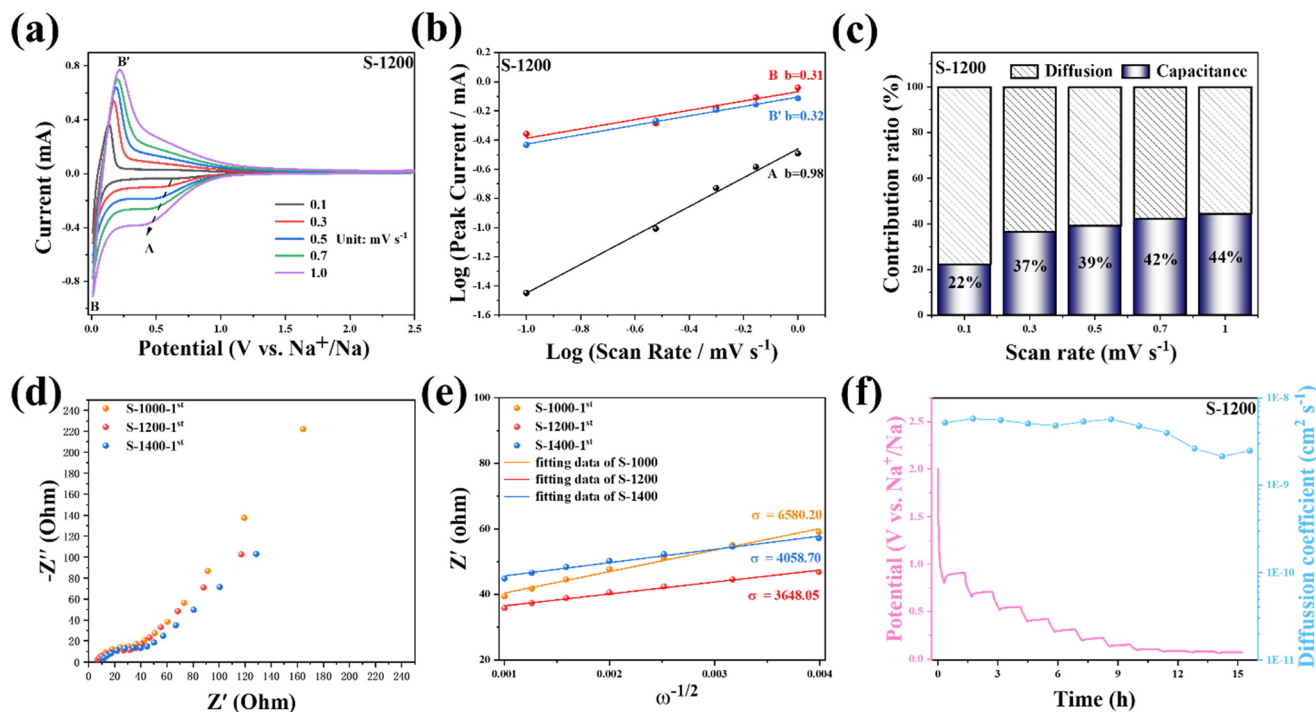 (a)
S-1200
B'
A
B
0.1
0.3
0.5 Unit: mV s⁻¹
0.7
1.0
0.8
0.4
0.0
-0.4
-0.8
0.0 0.5 1.0 1.5 2.0 2.5
Current (mA)
Potential (V vs. Na⁺/Na)
(b)
S-1200
B b=0.31
B' b=0.32
A b=0.98
0.4
0.2
0.0
-0.2
-0.4
-0.6
-0.8
-1.0
-1.2
-1.4
-1.6
-1.0 -0.8 -0.6 -0.4 -0.2 0.0
Log (Peak Current / mA)
Log (Scan Rate / mV s⁻¹)
(c)
S-1200
Diffusion Capacitance
100
80
60
40
20
0
22% 37% 39% 42% 44%
0.1 0.3 0.5 0.7 1
Contribution ratio (%)
Scan rate (mV s⁻¹)
(d)
S-1000-1ˢᵗ
S-1200-1ˢᵗ
S-1400-1ˢᵗ
240
220
200
180
160
140
120
100
80
60
40
20
0
0 20 40 60 80 100 120 140 160 180 200 220 240
-Z'' (Ohm)
Z' (Ohm)
(e)
S-1000-1ˢᵗ
S-1200-1ˢᵗ
S-1400-1ˢᵗ
fitting data of S-1000
fitting data of S-1200
fitting data of S-1400
σ = 6580.20
σ = 4058.70
σ = 3648.05
100
80
60
40
20
0.001 0.002 0.003 0.004
Z' (ohm)
ω⁻¹/²
(f)
S-1200
2.5
2.0
1.5
1.0
0.5
0.0
0 3 6 9 12 15
1E-8
1E-9
1E-10
1E-11
Potential (V vs. Na⁺/Na)
Time (h)
Diffussion coefficient (cm² s⁻¹)